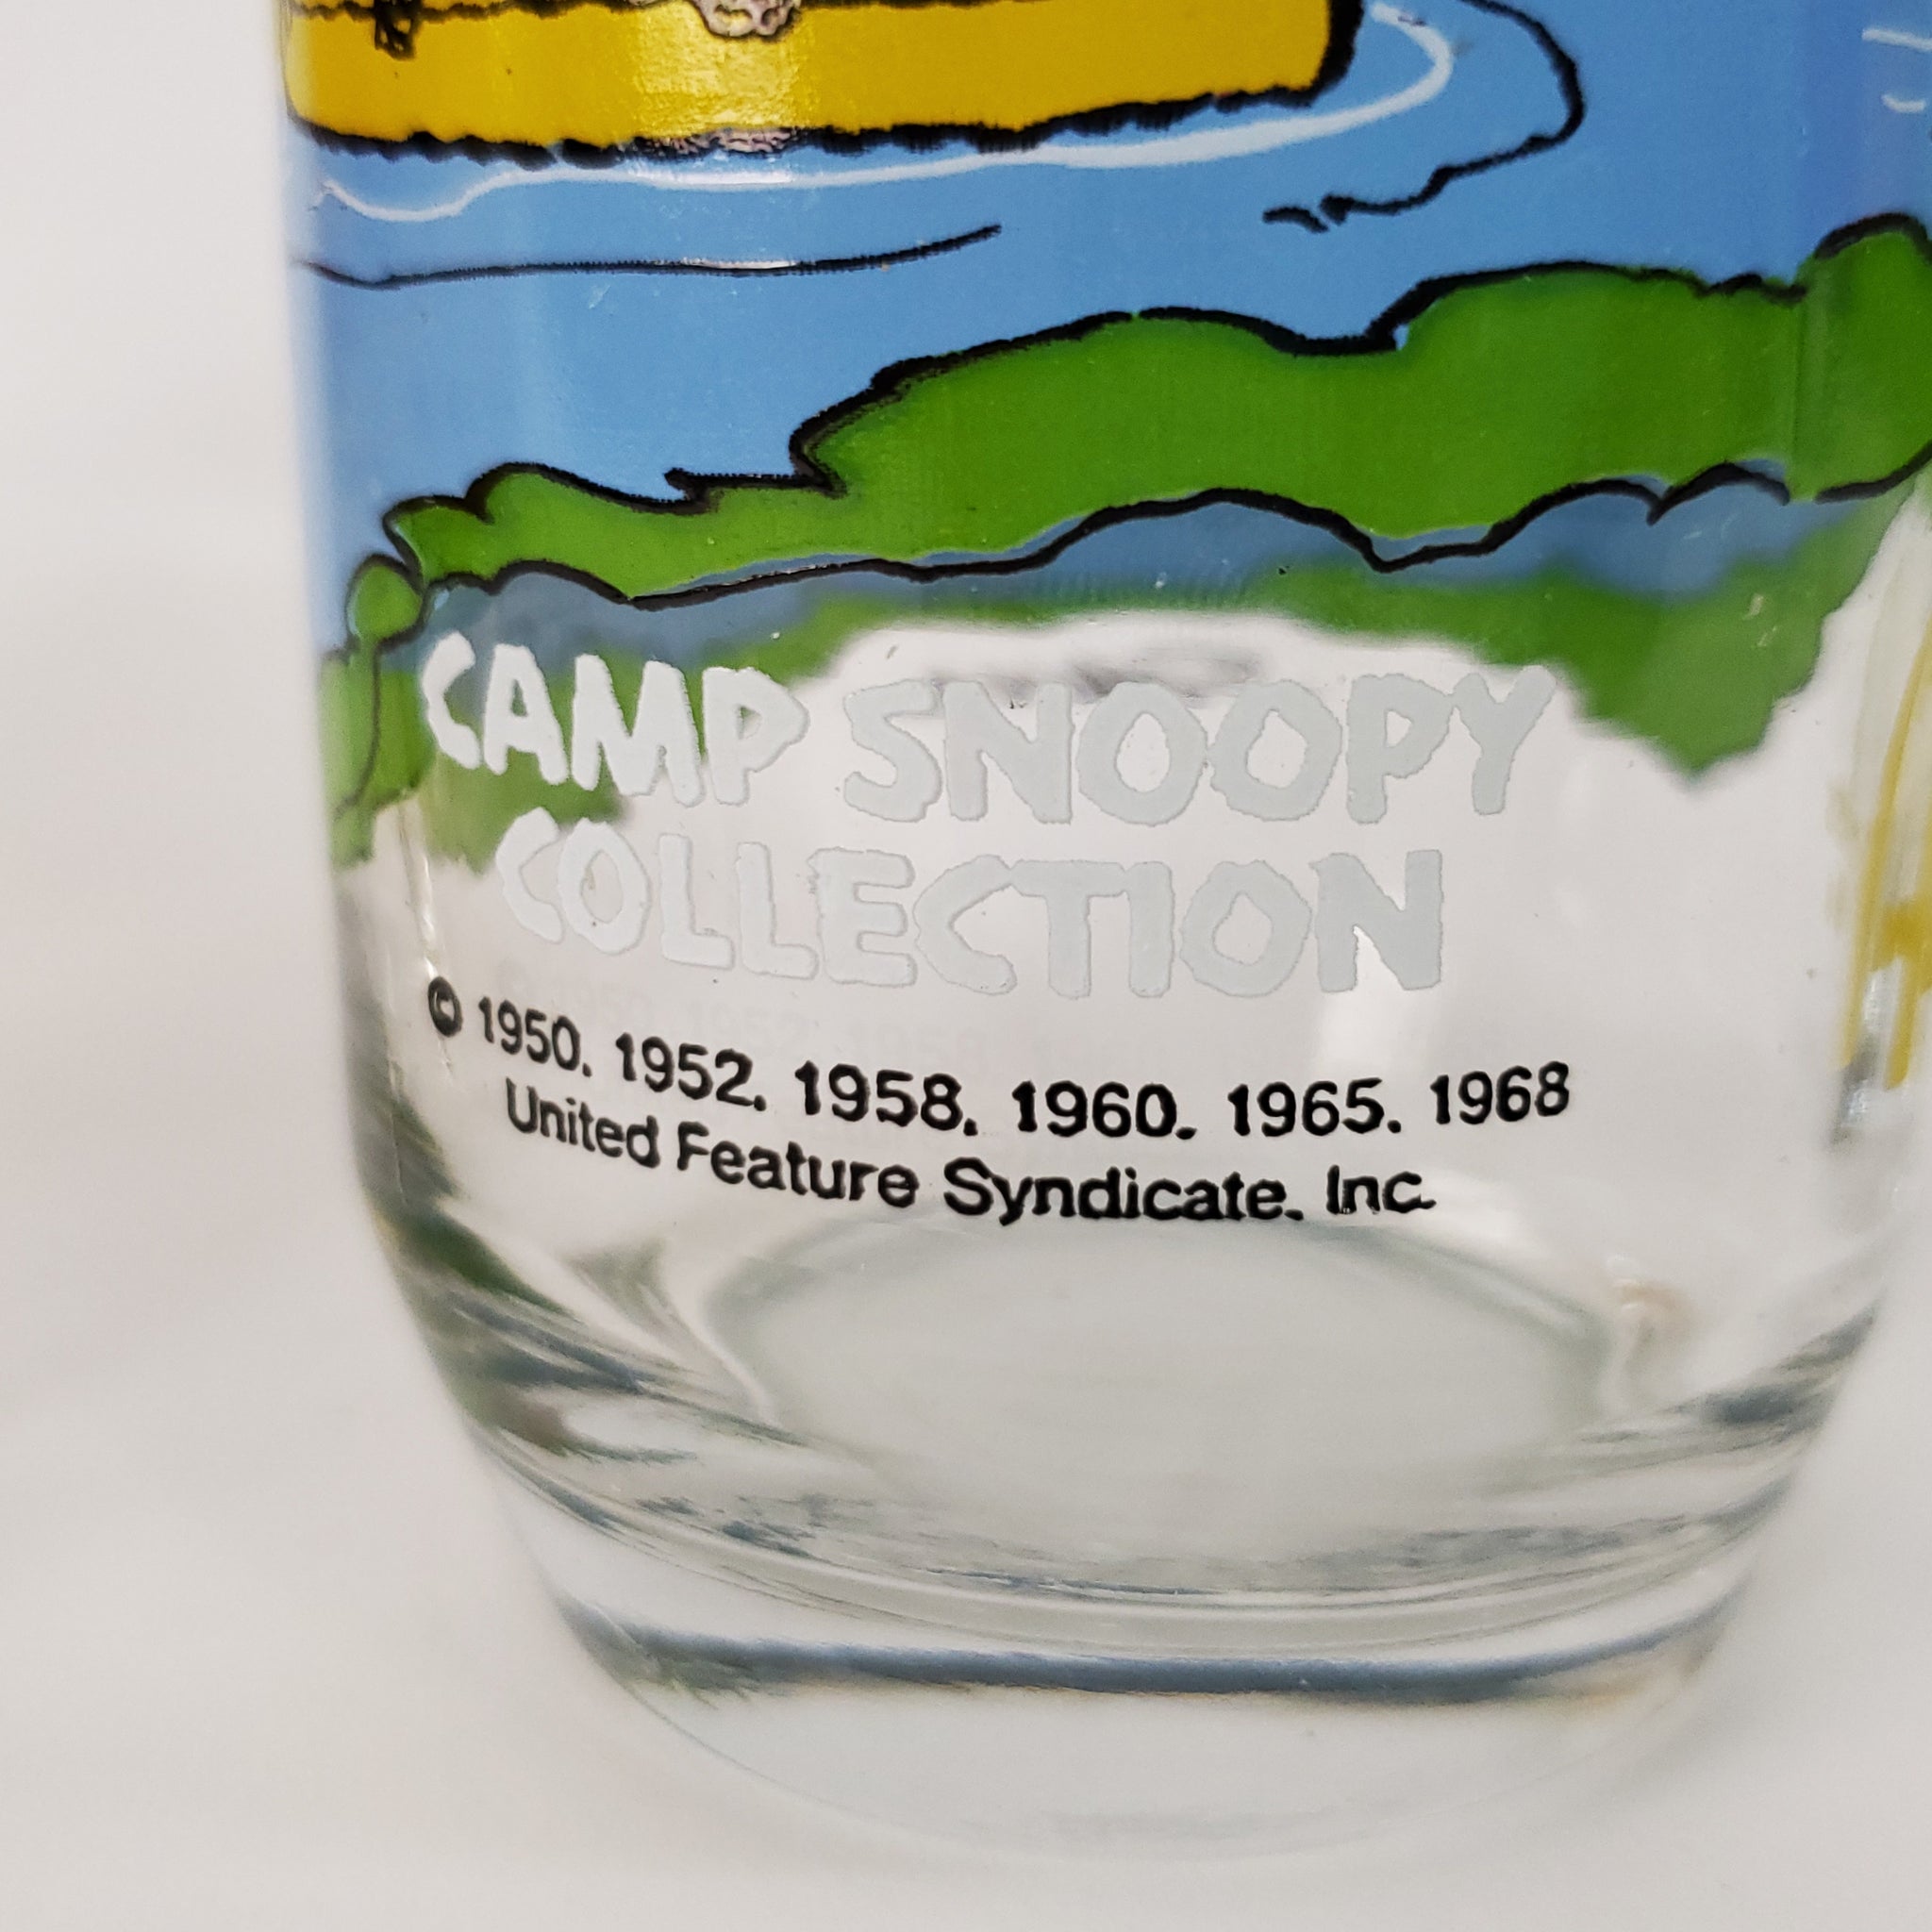 CAMP SNOOPY
COLLECTION
© 1950, 1952, 1958, 1960, 1965, 1968
United Feature Syndicate, Inc.